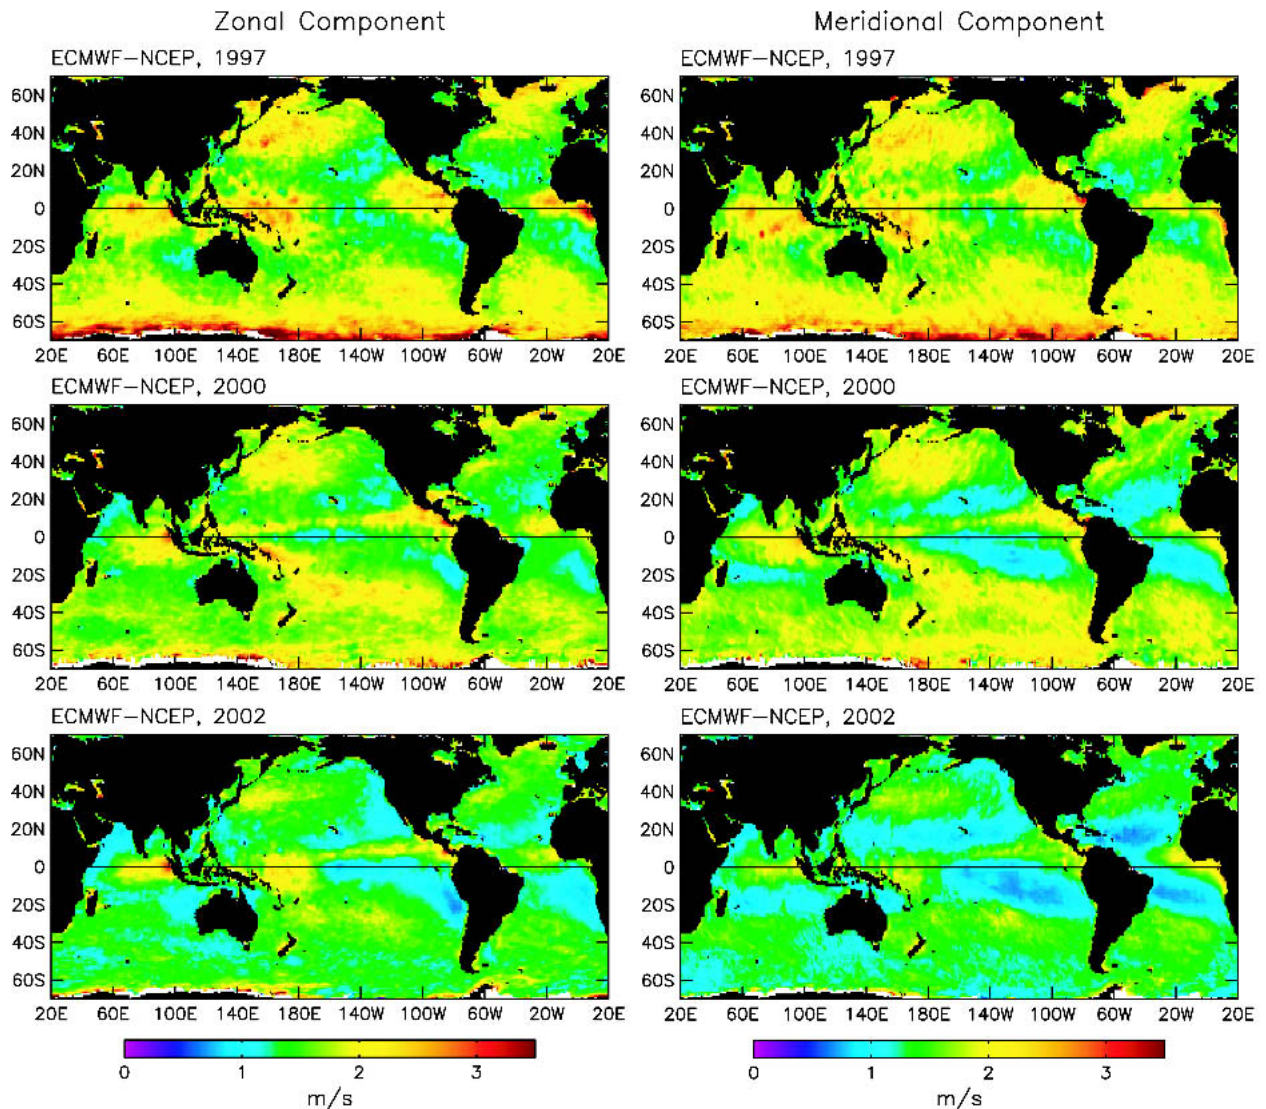 Zonal Component
Meridional Component
ECMWF–NCEP, 1997
ECMWF–NCEP, 1997
60N
40N
20N
0
20S
40S
60S
20E 60E 100E 140E 180E 140W 100W 60W 20W 20E
60N
40N
20N
0
20S
40S
60S
20E 60E 100E 140E 180E 140W 100W 60W 20W 20E
ECMWF–NCEP, 2000
ECMWF–NCEP, 2000
60N
40N
20N
0
20S
40S
60S
20E 60E 100E 140E 180E 140W 100W 60W 20W 20E
60N
40N
20N
0
20S
40S
60S
20E 60E 100E 140E 180E 140W 100W 60W 20W 20E
ECMWF–NCEP, 2002
ECMWF–NCEP, 2002
60N
40N
20N
0
20S
40S
60S
20E 60E 100E 140E 180E 140W 100W 60W 20W 20E
60N
40N
20N
0
20S
40S
60S
20E 60E 100E 140E 180E 140W 100W 60W 20W 20E
0 1 2 3
m/s
0 1 2 3
m/s